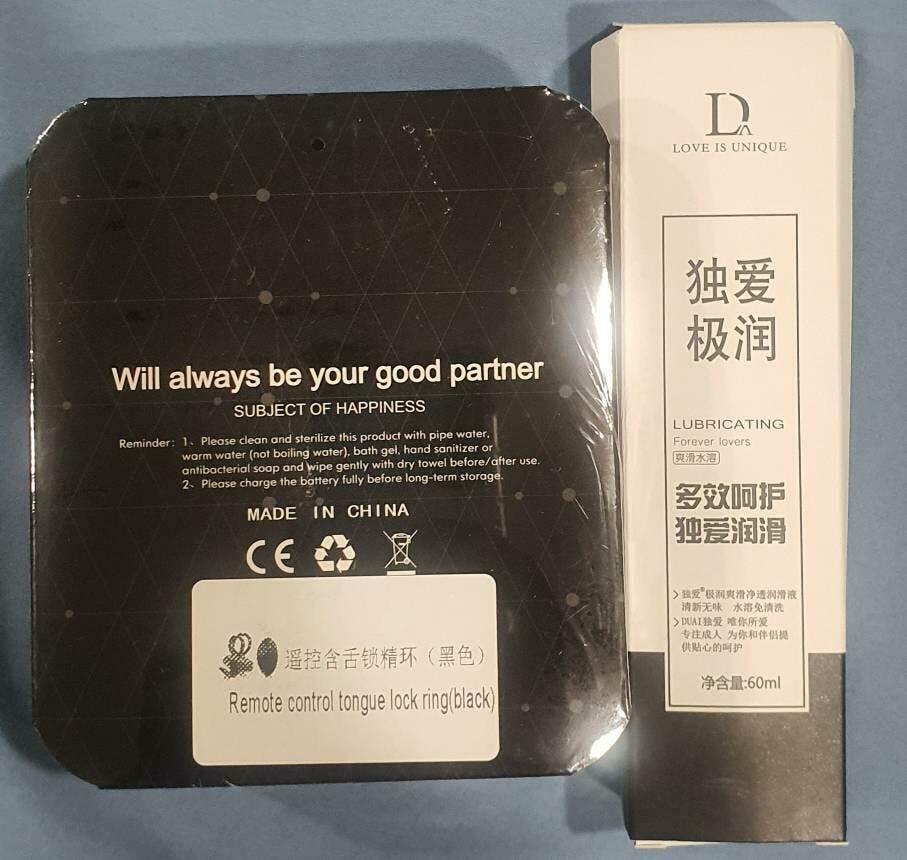 Will always be your good partner
SUBJECT OF HAPPINESS
Reminder: 1、Please clean and sterilize this product with pipe water,
warm water (not boiling water), bath gel, hand sanitizer or
antibacterial soap and wipe gently with dry towel before/after use.
2、Please charge the battery fully before long-term storage.
MADE IN CHINA
CE
遥控含舌锁精环（黑色）
Remote control tongue lock ring(black)
DA
LOVE IS UNIQUE
独爱
极润
LUBRICATING
Forever lovers
爽滑水溶
多效呵护
独爱润滑
独爱®极润爽滑净透润滑液
清新无味 水溶免清洗
DUAI独爱 唯你所爱
专注成人 为你和伴侣提
供贴心的呵护
净含量:60ml